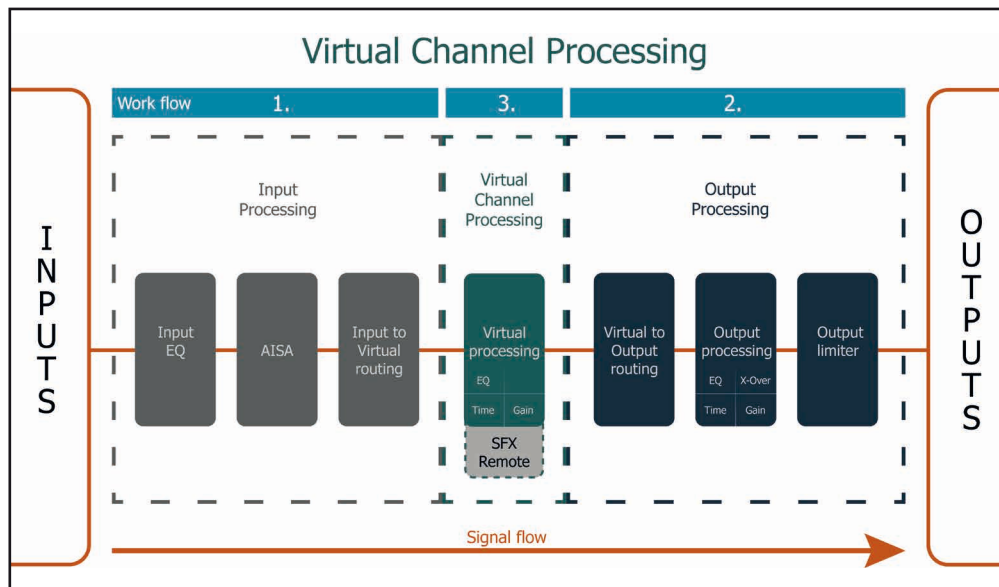 Virtual Channel Processing
Work flow
1.
3.
2.
INPUTS
Input
Processing
Virtual
Channel
Processing
Output
Processing
OUTPUTS
Input
EQ
AISA
Input to
Virtual
routing
Virtual
processing
EQ
Time
Gain
SFX
Remote
Virtual to
Output
routing
Output
processing
EQ
X-Over
Time
Gain
Output
limiter
Signal flow